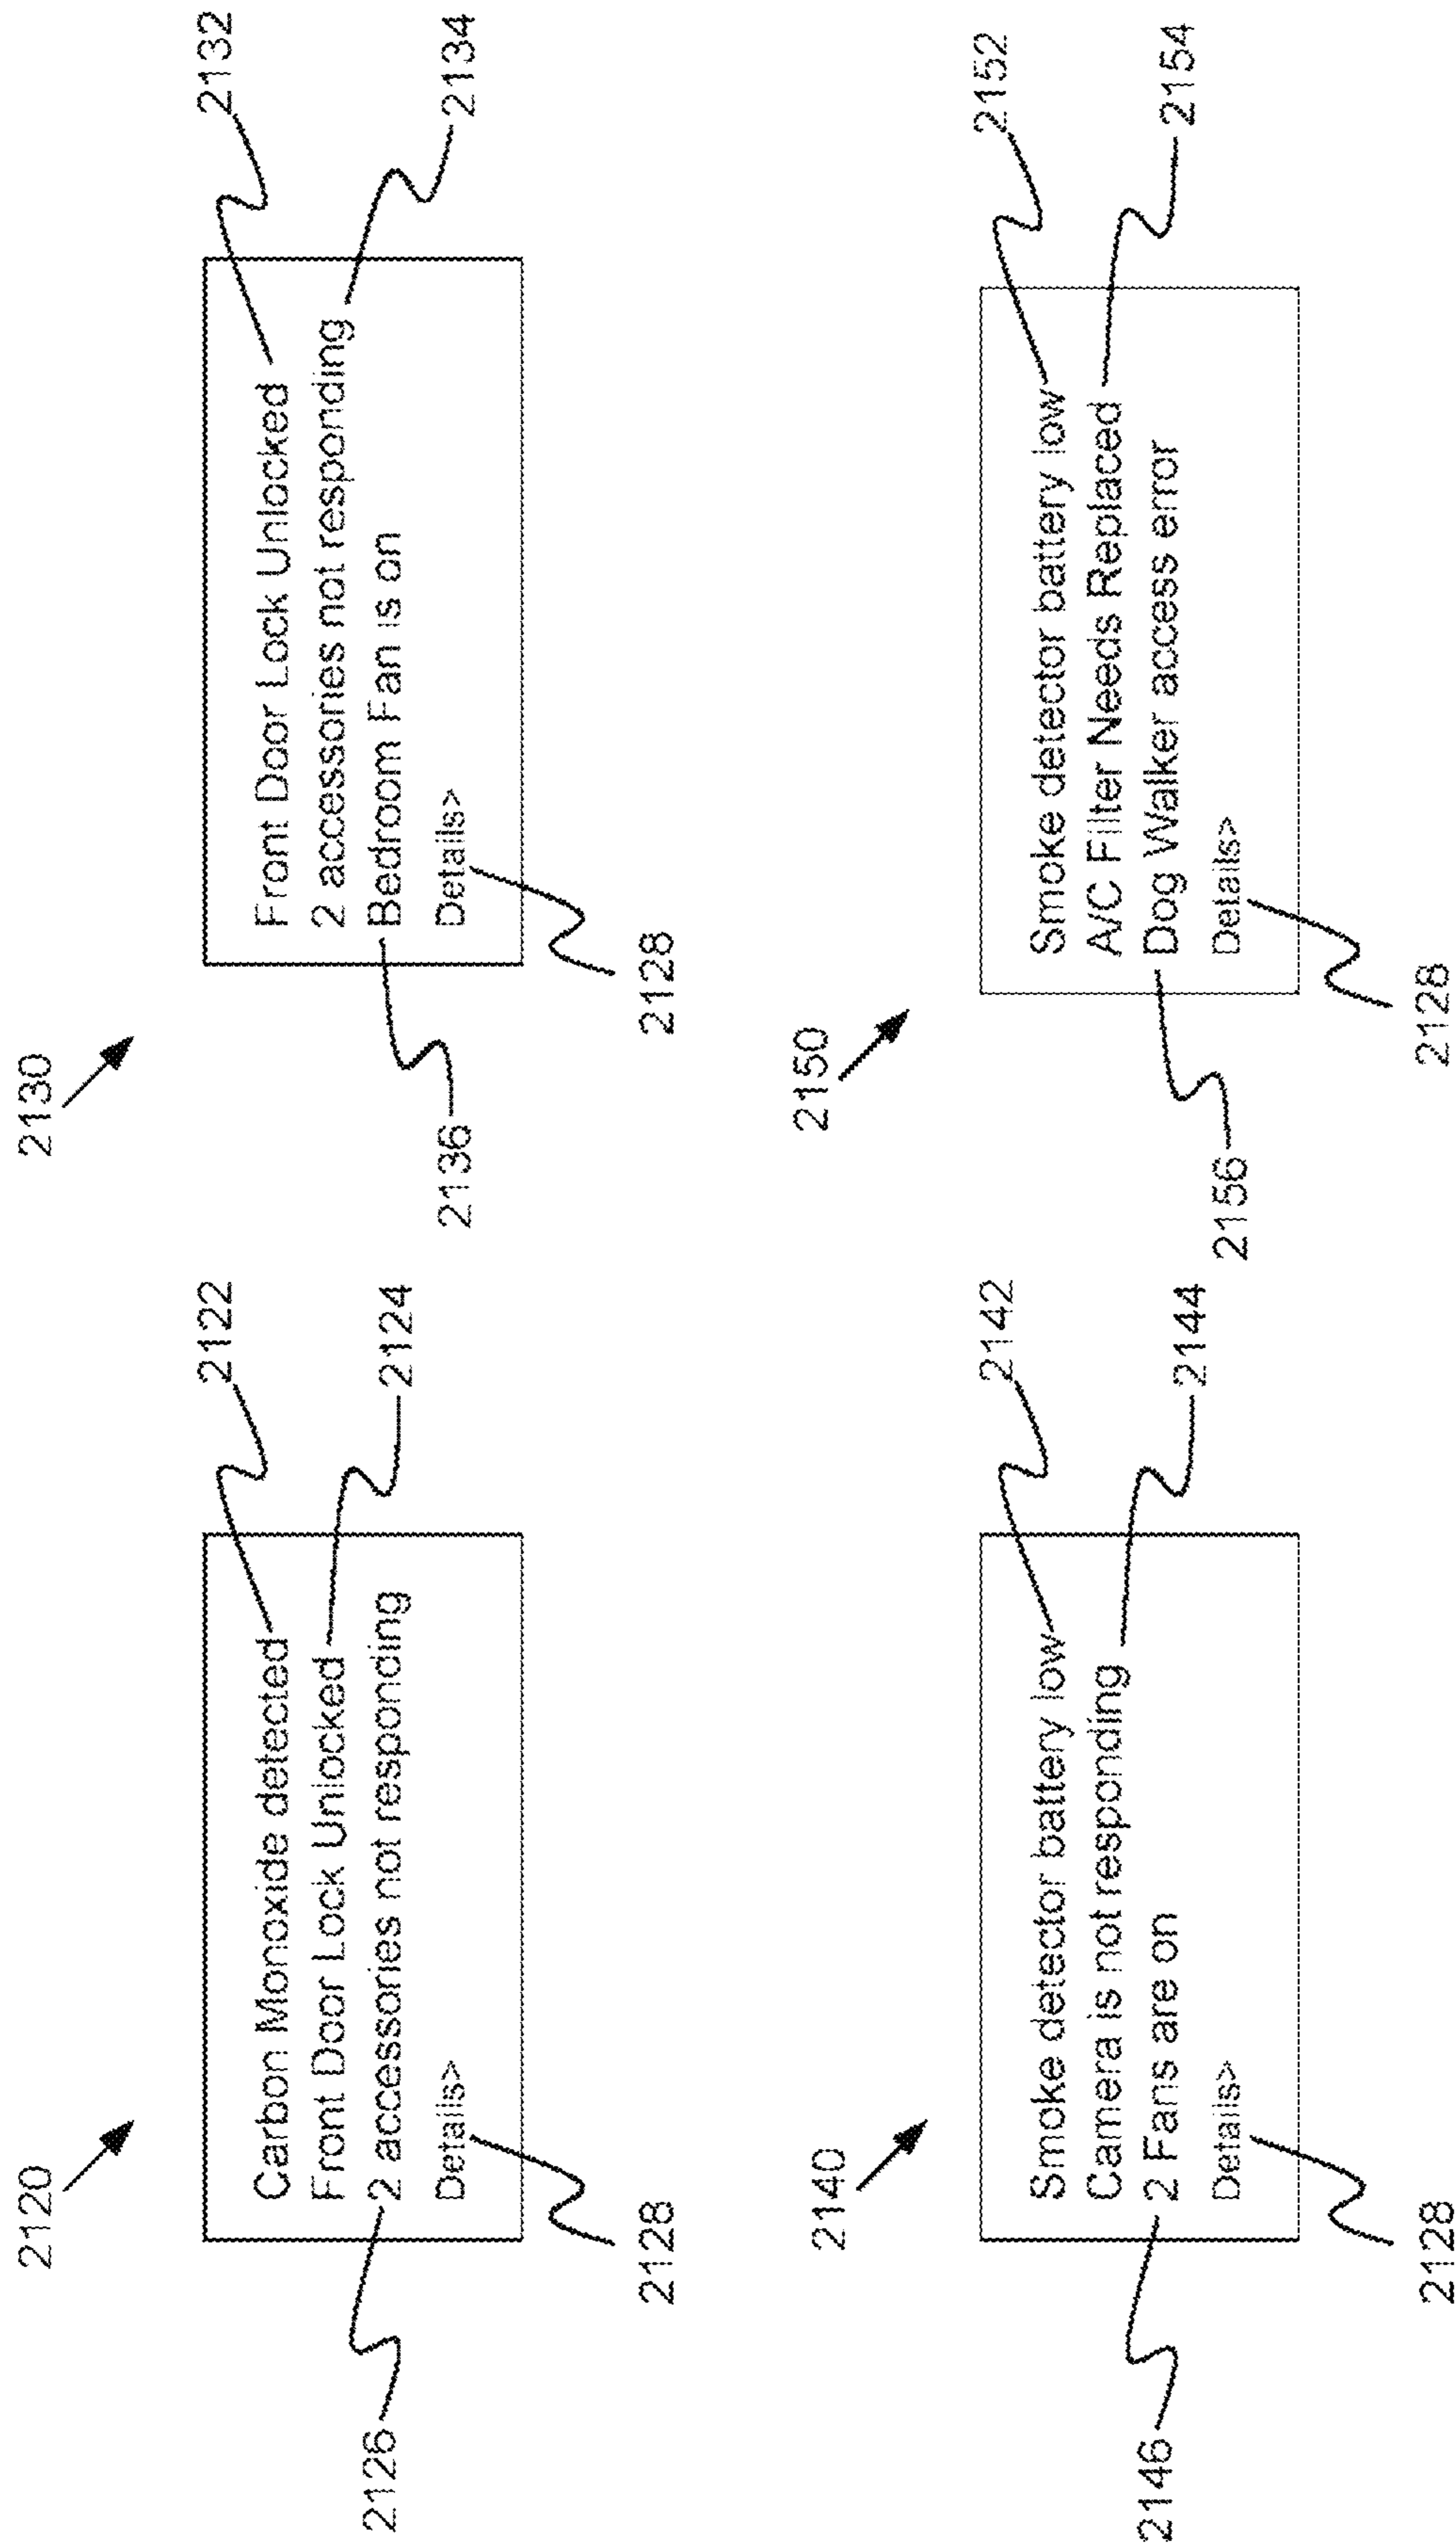 2120
Carbon Monoxide detected
Front Door Lock Unlocked
2 accessories not responding
Details>
2122
2124
2126
2128
2130
Front Door Lock Unlocked
2 accessories not responding
Bedroom Fan is on
Details>
2132
2134
2136
2128
2140
Smoke detector battery low
Camera is not responding
2 Fans are on
Details>
2142
2144
2146
2128
2150
Smoke detector battery low
A/C Filter Needs Replaced
Dog Walker access error
Details>
2152
2154
2156
2128